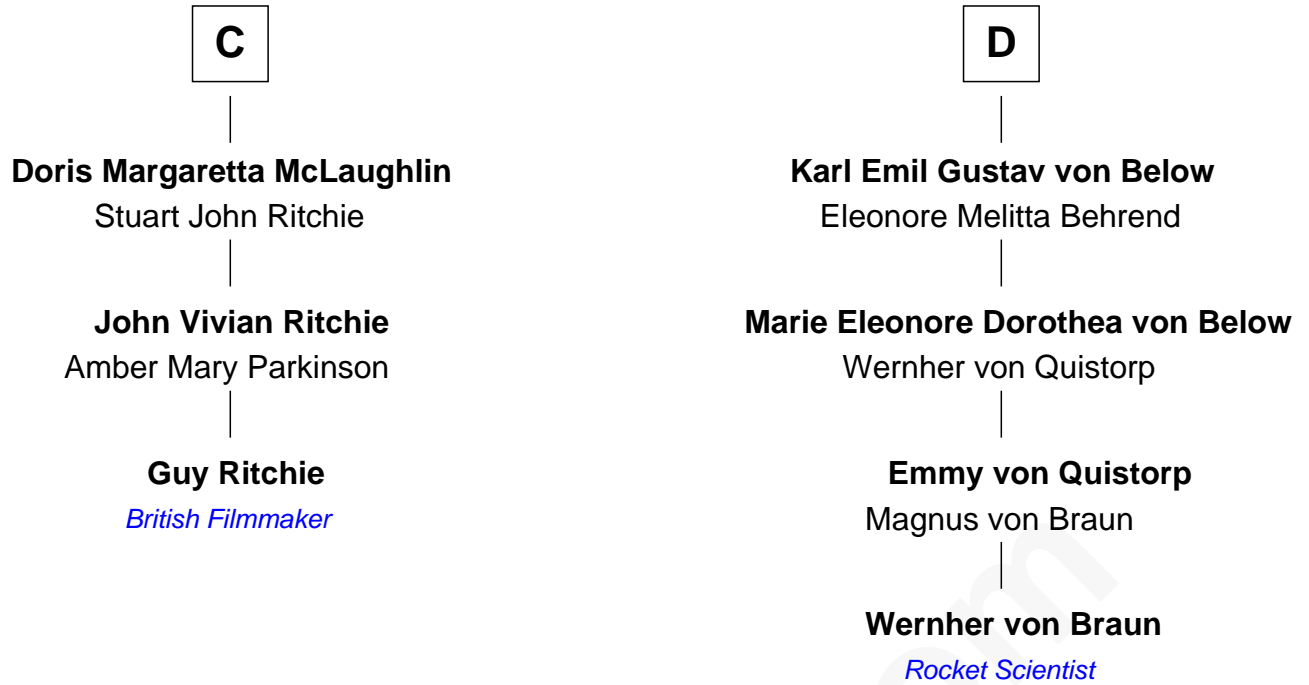 C
Doris Margaretta McLaughlin
Stuart John Ritchie
John Vivian Ritchie
Amber Mary Parkinson
Guy Ritchie
British Filmmaker
D
Karl Emil Gustav von Below
Eleonore Melitta Behrend
Marie Eleonore Dorothea von Below
Wernher von Quistorp
Emmy von Quistorp
Magnus von Braun
Wernher von Braun
Rocket Scientist